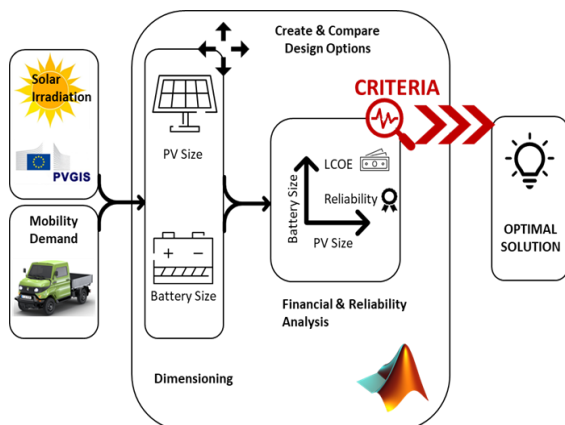 Solar
Irradiation
PVGIS
Mobility
Demand
Create & Compare
Design Options
PV Size
Battery Size
Dimensioning
CRITERIA
LCOE
Reliability
Battery Size
PV Size
Financial & Reliability
Analysis
OPTIMAL
SOLUTION